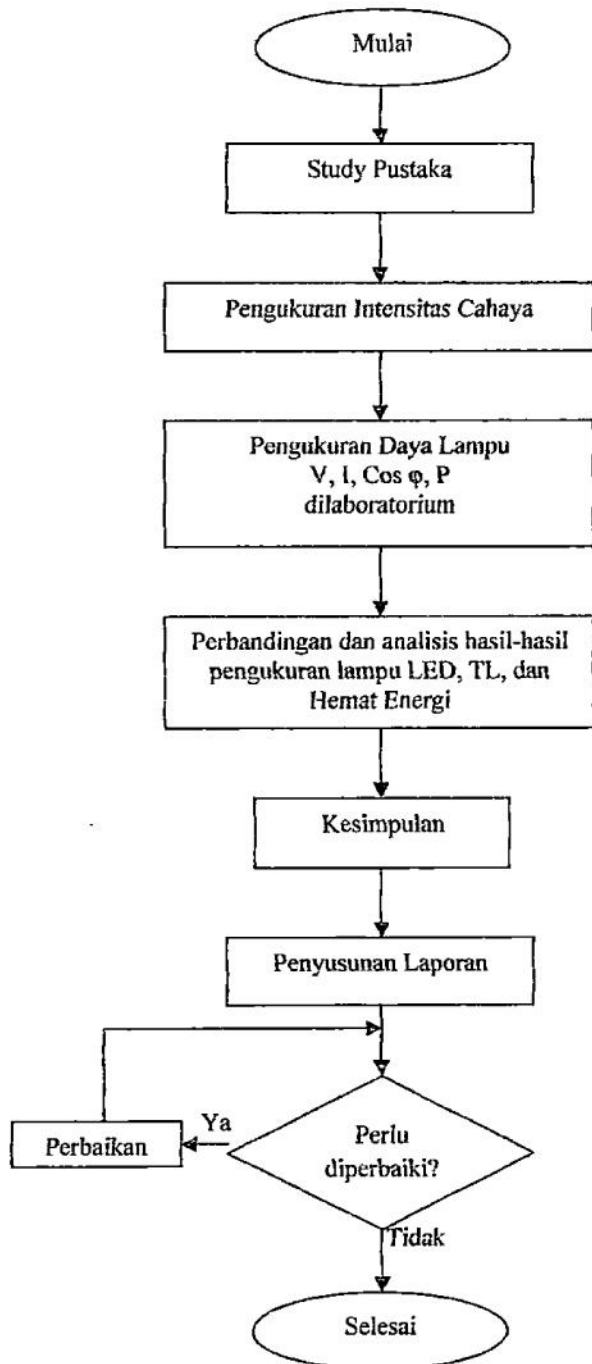 Mulai
Study Pustaka
Pengukuran Intensitas Cahaya
Pengukuran Daya Lampu
V, I, Cos φ, P
dilaboratorium
Perbandingan dan analisis hasil-hasil
pengukuran lampu LED, TL, dan
Hemat Energi
Kesimpulan
Penyusunan Laporan
Ya
Perbaikan
Perlu
diperbaiki?
Tidak
Selesai